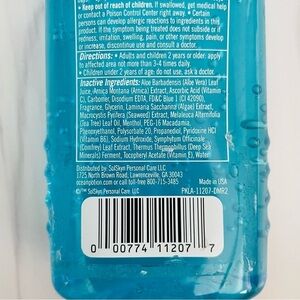 • Keep out of reach of children. If swallowed, get medical help
or contact a Poison Control Center right away. • Certain
persons can develop allergic reactions to ingredients in this
product. If the symptom being treated does not subside or if
redness, irritation, swelling, pain, or other symptoms develop
or increase, discontinue use and consult a doctor.
Directions: • Adults and children 2 years or older: apply
to affected area not more than 3-4 times daily.
• Children under 2 years of age: do not use, ask a doctor.
Inactive Ingredients: Aloe Barbadensis (Aloe Vera) Leaf
Juice, Arnica Montana (Arnica) Extract, Ascorbic Acid (Vitamin
C), Carbomer, Disodium EDTA, FD&C Blue 1 (CI 42090),
Fragrance, Glycerin, Laminaria Saccharina (Algae) Extract,
Macrocystis Pyrifera (Seaweed) Extract, Melaleuca Alternifolia
(Tea Tree) Leaf Oil, Menthol, PEG-16 Macadamia,
Phenoxyethanol, Polysorbate 20, Propanediol, Pyridoxine HCl
(Vitamin B6), Sodium Hydroxide, Symphytum Officinale
(Comfrey) Leaf Extract, Thermus Thermophillus (Deep Sea
Minerals) Ferment, Tocopheryl Acetate (Vitamin E), Water
Distributed by: SolSkyn Personal Care LLC
1725 North Brown Road, Lawrenceville, GA 30043
oceanpotion.com or call toll-free 800-715-3485
SolSkyn Personal Care, LLC
MADE IN USA
PKLA-11207-DMR2
0 00774 11207 7